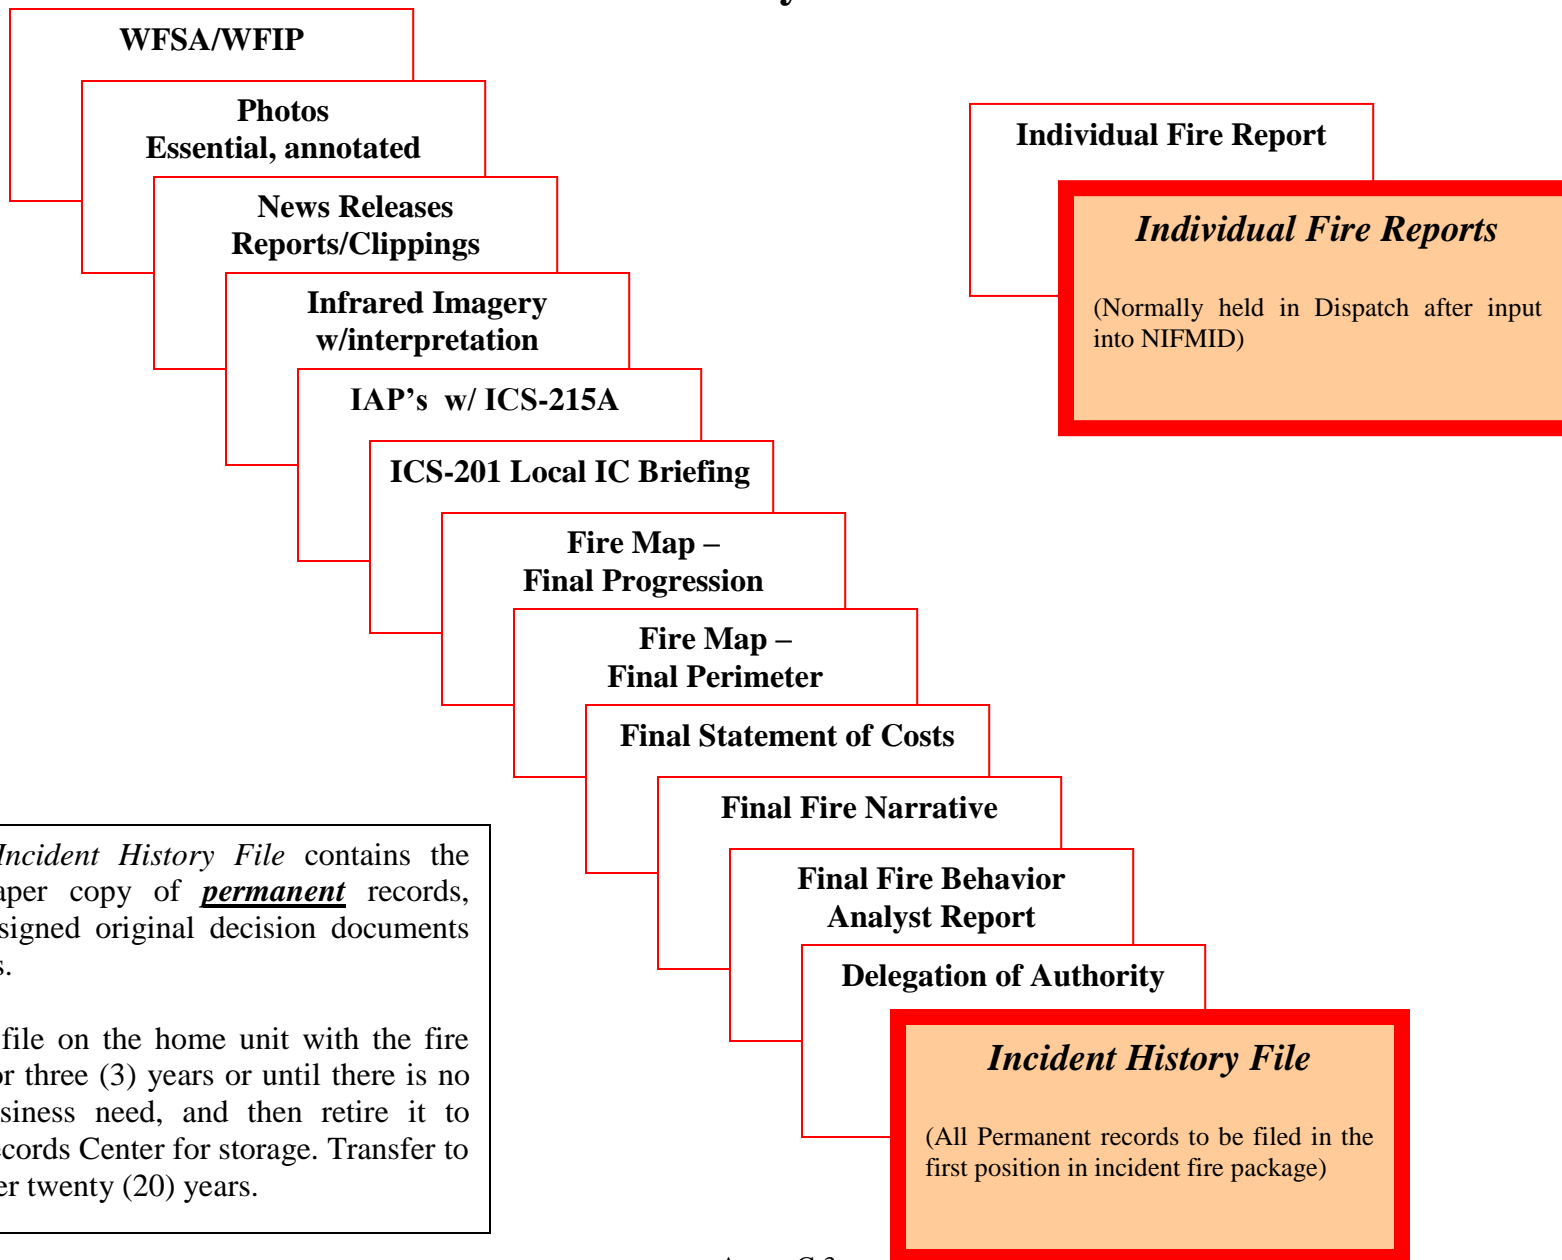 WFSA/WFIP
Photos
Essential, annotated
News Releases
Reports/Clippings
Infrared Imagery
w/interpretation
IAP's w/ ICS-215A
ICS-201 Local IC Briefing
Fire Map –
Final Progression
Fire Map –
Final Perimeter
Final Statement of Costs
Final Fire Narrative
Final Fire Behavior
Analyst Report
Delegation of Authority
Incident History File
(All Permanent records to be filed in the
first position in incident fire package)
Individual Fire Report
Individual Fire Reports
(Normally held in Dispatch after input
into NIFMID)
Incident History File contains the
copy of permanent records,
signed original decision documents
file on the home unit with the fire
three (3) years or until there is no
need, and then retire it to
Center for storage. Transfer to
twenty (20) years.